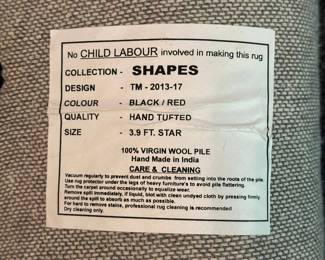 No CHILD LABOUR involved in making this rug
COLLECTION - SHAPES
DESIGN - TM - 2013-17
COLOUR - BLACK / RED
QUALITY - HAND TUFTED
SIZE - 3.9 FT. STAR
100% VIRGIN WOOL PILE
Hand Made in India
CARE & CLEANING
Vacuum regularly to prevent dust and crumbs from setting into the roots of the pile.
Use rug protector under the legs of heavy furniture's to avoid pile flattering.
Turn the carpet around occasionally to equalize wear.
Remove spill immediately, if liquid, blot with clean undyed cloth by pressing firmly
around the spill to absorb as much as possible.
For hard to remove stains, professional rug cleaning is recommended
Dry cleaning only.